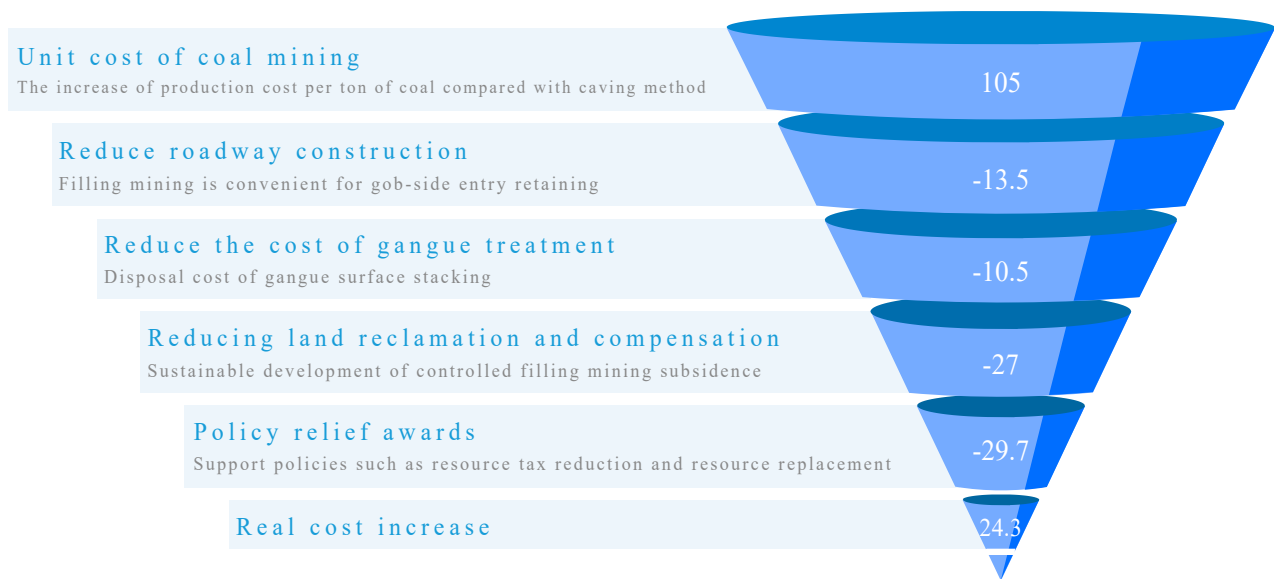 Unit cost of coal mining
The increase of production cost per ton of coal compared with caving method
105
Reduce roadway construction
Filling mining is convenient for gob-side entry retaining
-13.5
Reduce the cost of gangue treatment
Disposal cost of gangue surface stacking
-10.5
Reducing land reclamation and compensation
Sustainable development of controlled filling mining subsidence
-27
Policy relief awards
Support policies such as resource tax reduction and resource replacement
-29.7
Real cost increase
24.3